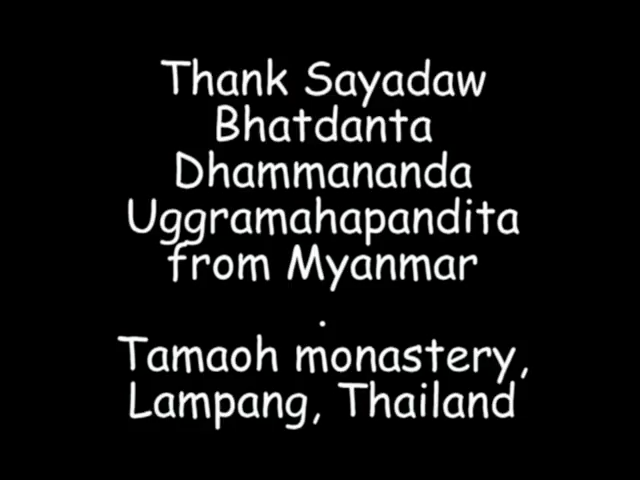 Thank Sayadaw
Bhatdanta
Dhammananda
Uggramahapandita
from Myanmar
.
Tamaoh monastery,
Lampang, Thailand